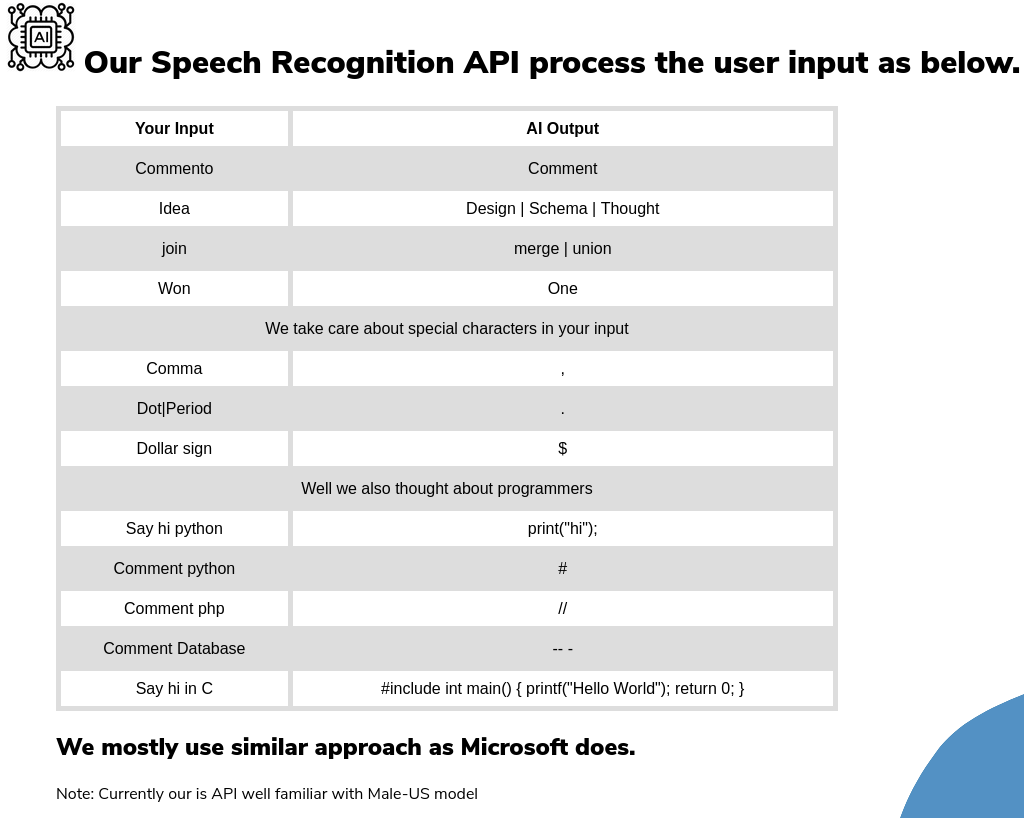 AI
Our Speech Recognition API process the user input as below.
Your Input AI Output
Commento Comment
Idea Design | Schema | Thought
join merge | union
Won One
We take care about special characters in your input
Comma ,
Dot|Period .
Dollar sign $
Well we also thought about programmers
Say hi python print("hi");
Comment python #
Comment php //
Comment Database -- -
Say hi in C #include int main() { printf("Hello World"); return 0; }
We mostly use similar approach as Microsoft does.
Note: Currently our is API well familiar with Male-US model